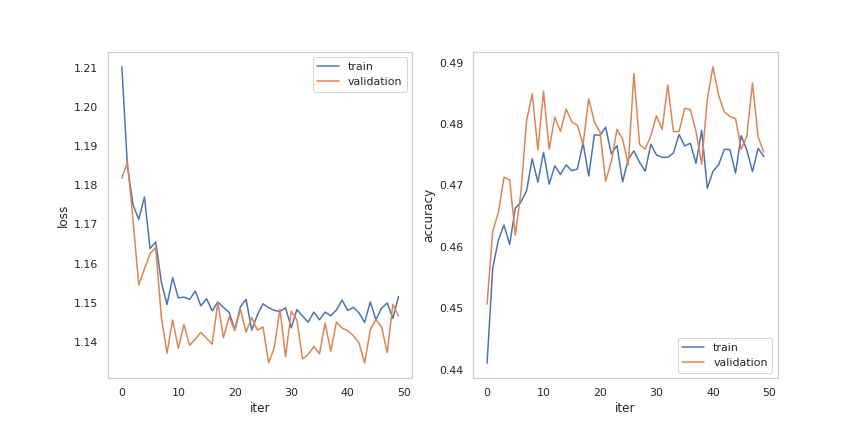 train
validation
1.21
1.20
1.19
1.18
1.17
1.16
1.15
1.14
loss
0 10 20 30 40 50
iter
0.49
0.48
0.47
0.46
0.45
0.44
accuracy
train
validation
0 10 20 30 40 50
iter